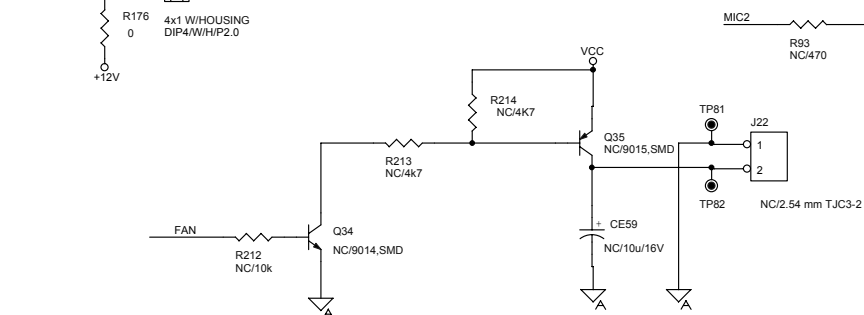 R176
0
4x1 W/HOUSING
DIP4/W/H/P2.0
+12V
MIC2
R93
NC/470
VCC
R214
NC/4K7
TP81
J22
Q35
NC/9015,SMD
1
2
R213
NC/4k7
TP82
NC/2.54 mm TJC3-2
FAN
Q34
NC/9014,SMD
R212
NC/10k
+
CE59
NC/10u/16V
A
A
A